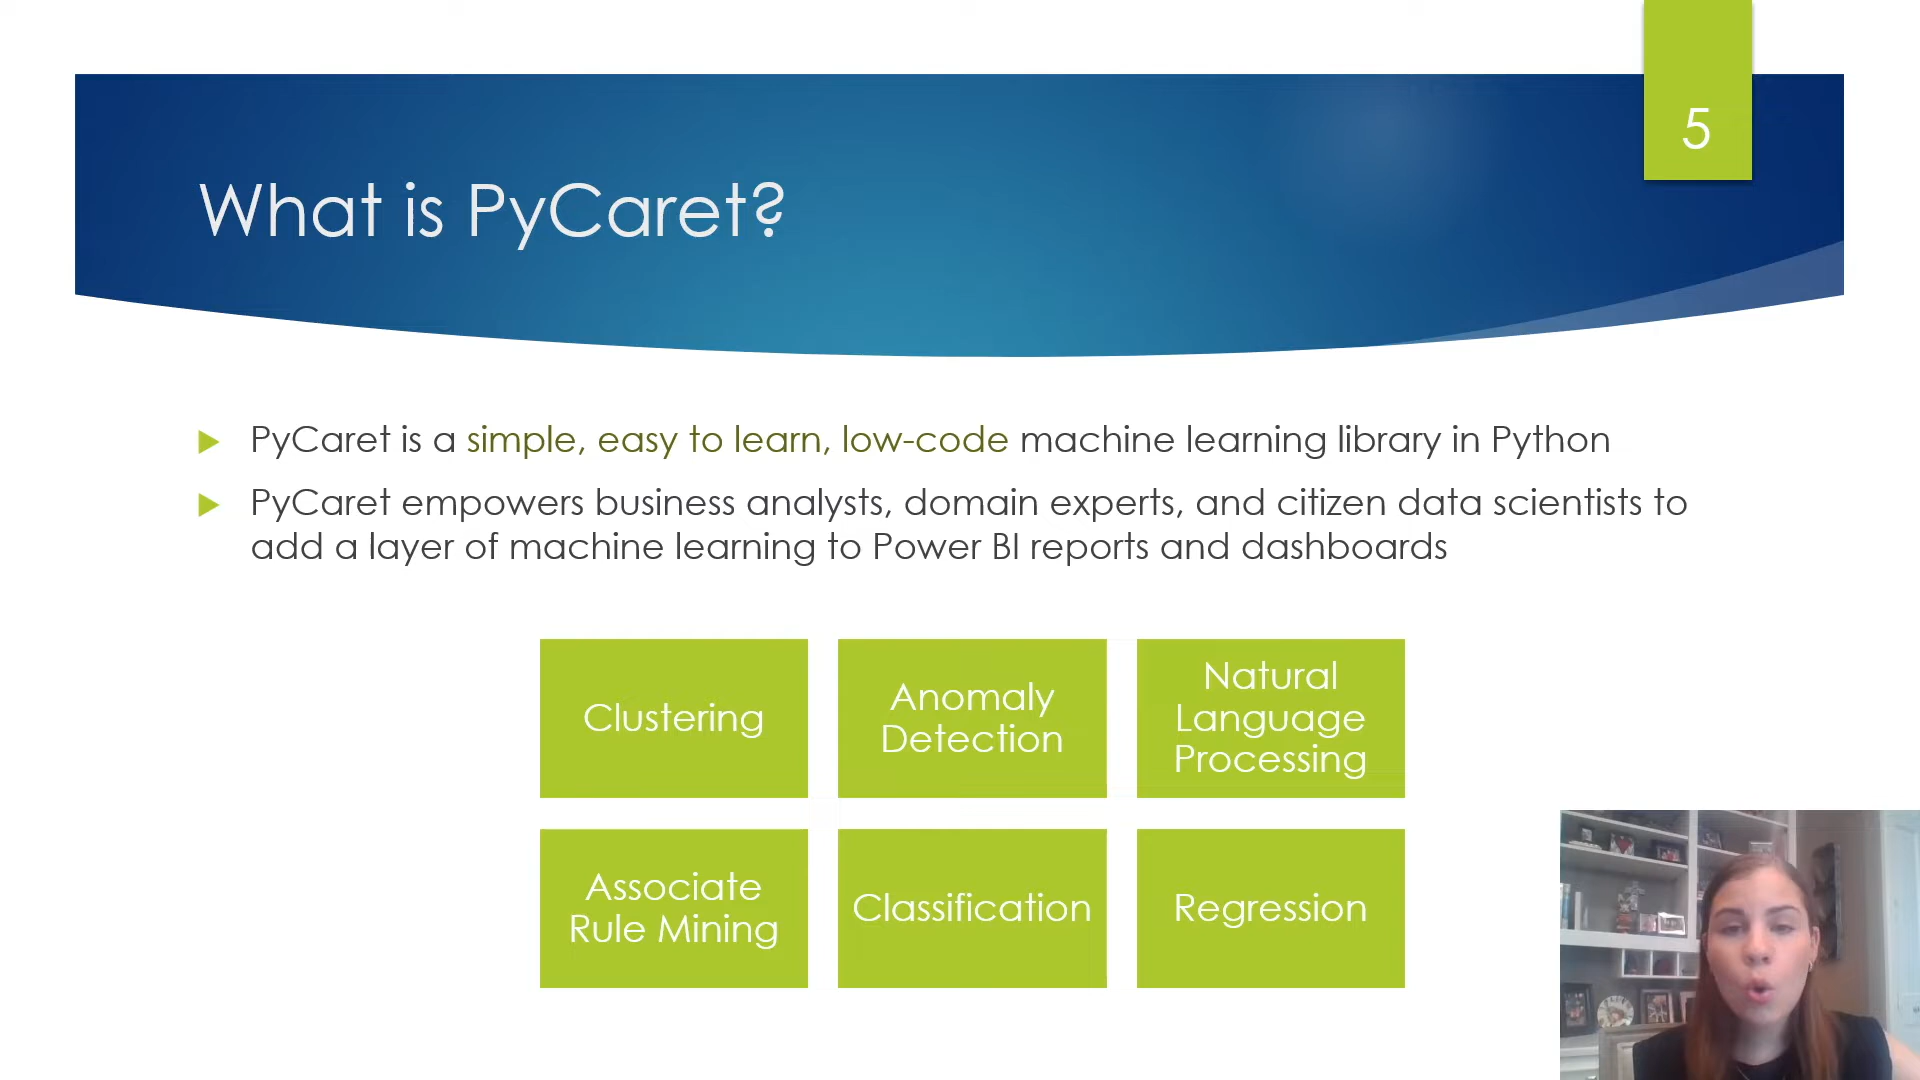 5
What is PyCaret?
PyCaret is a simple, easy to learn, low-code machine learning library in Python
PyCaret empowers business analysts, domain experts, and citizen data scientists to
add a layer of machine learning to Power BI reports and dashboards
Clustering
Anomaly
Detection
Natural
Language
Processing
Associate
Rule Mining
Classification
Regression